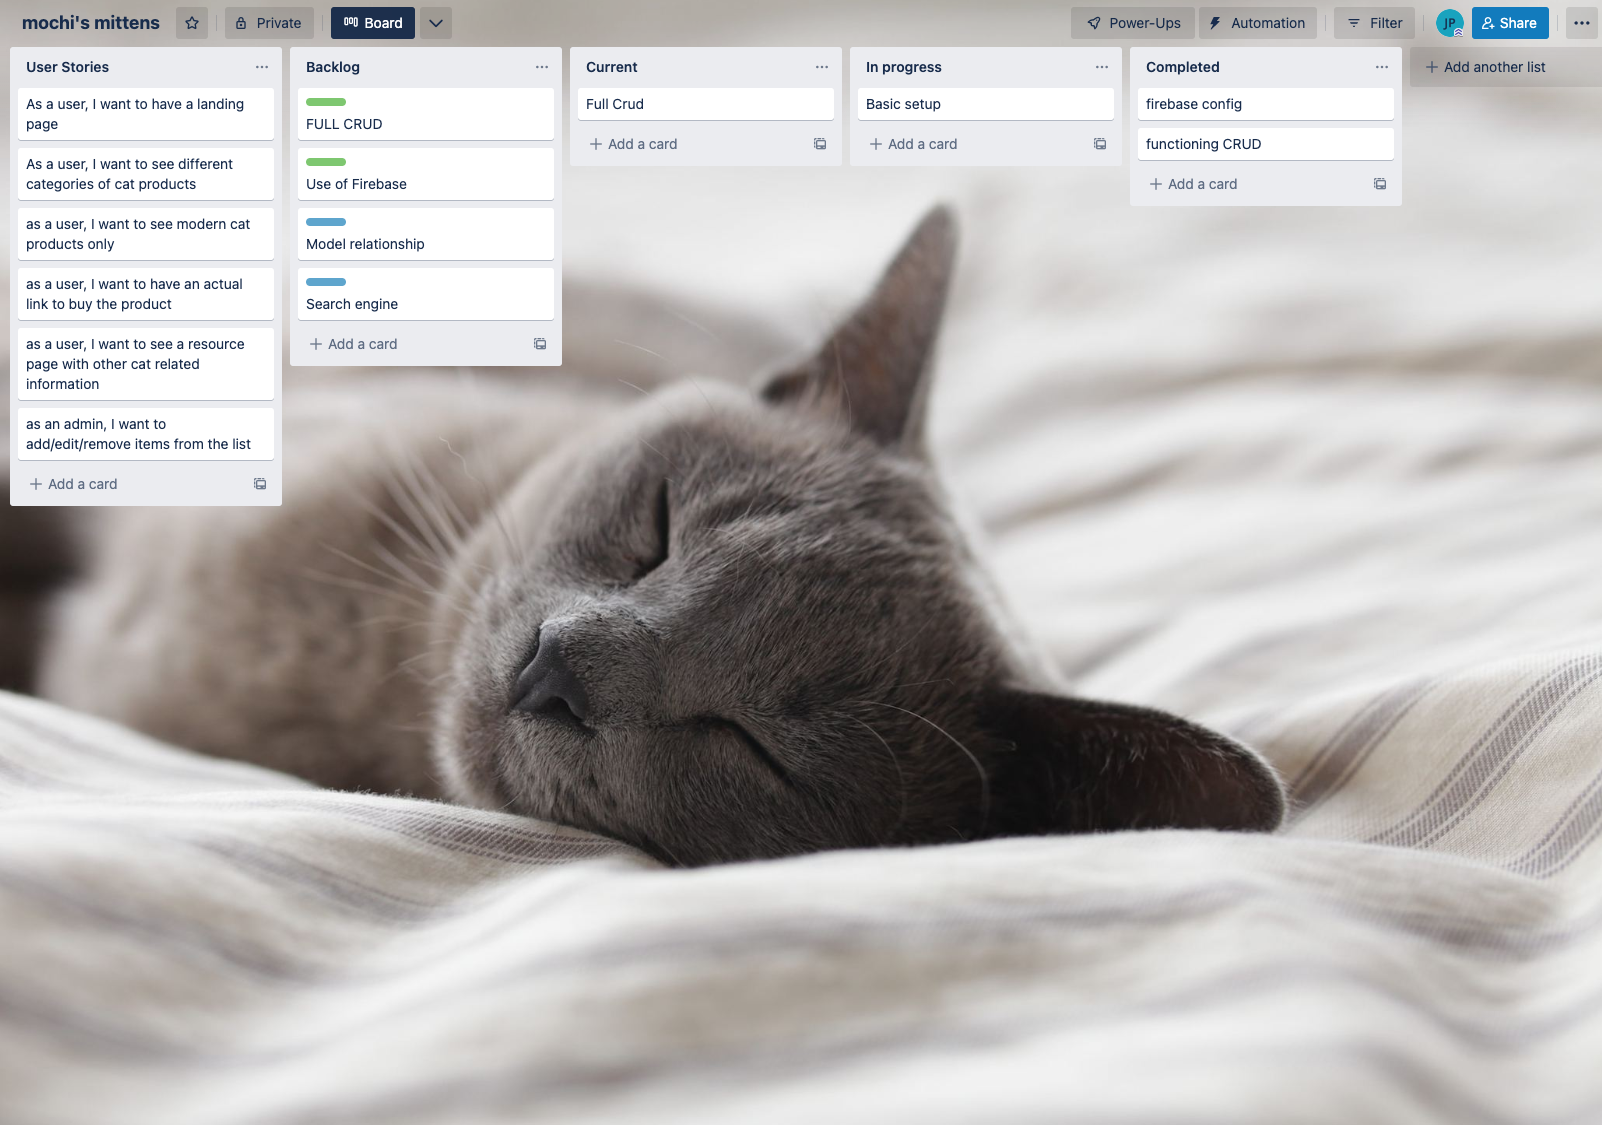 mochi's mittens
Private
Board
Power-Ups
Automation
Filter
JP
Share
User Stories
As a user, I want to have a landing
page
As a user, I want to see different
categories of cat products
as a user, I want to see modern cat
products only
as a user, I want to have an actual
link to buy the product
as a user, I want to see a resource
page with other cat related
information
as an admin, I want to
add/edit/remove items from the list
Add a card
Backlog
FULL CRUD
Use of Firebase
Model relationship
Search engine
Add a card
Current
Full Crud
Add a card
In progress
Basic setup
Add a card
Completed
firebase config
functioning CRUD
Add a card
Add another list